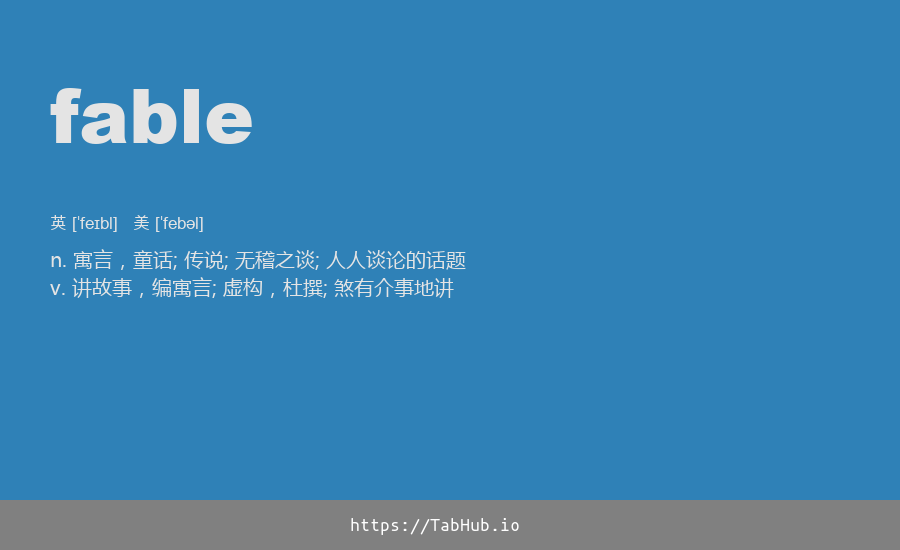 fable
英 ['feɪbl] 美 ['febəl]
n. 寓言，童话; 传说; 无稽之谈; 人人谈论的话题
v. 讲故事，编寓言; 虚构，杜撰; 煞有介事地讲
https://TabHub.io